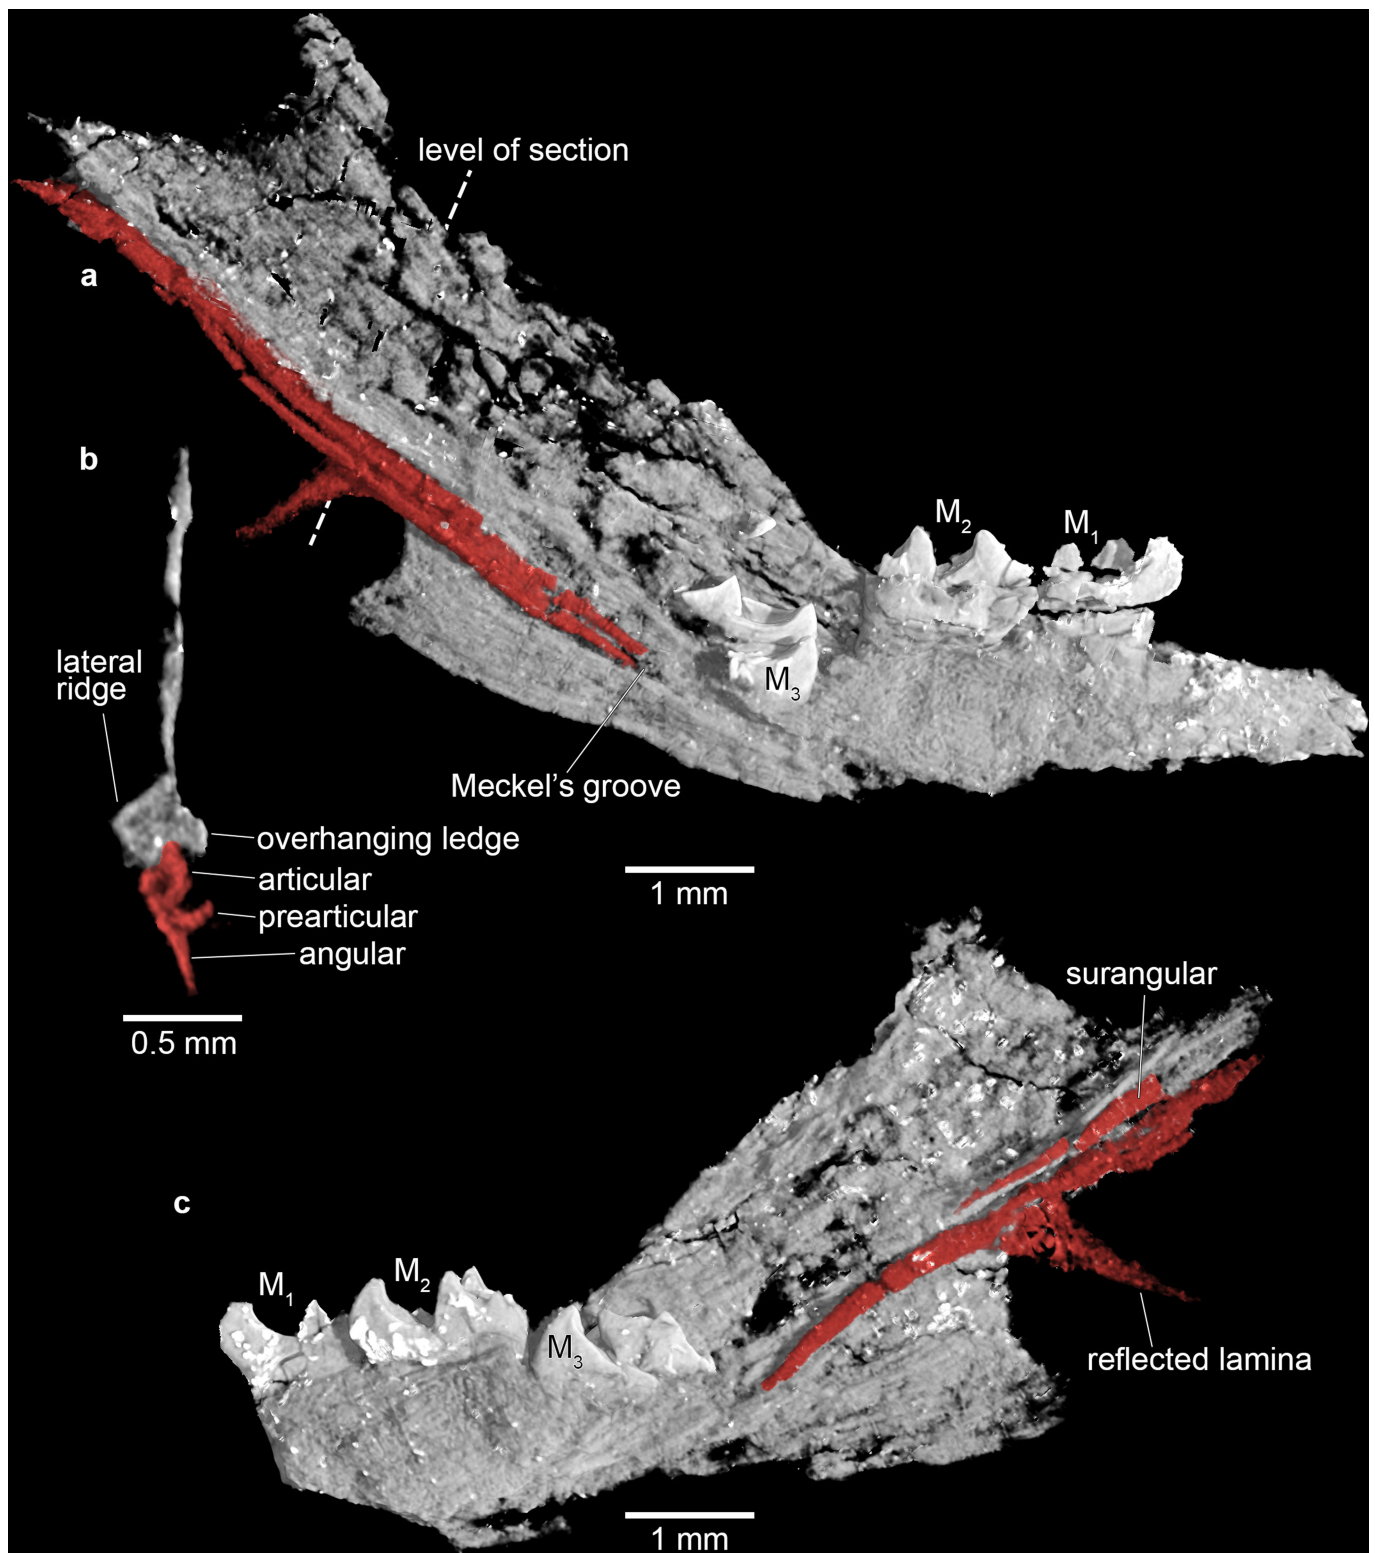 level of section
a
b
M2
M1
M3
lateral
ridge
Meckel's groove
overhanging ledge
articular
prearticular
angular
1 mm
0.5 mm
surangular
c
M1
M2
M3
reflected lamina
1 mm